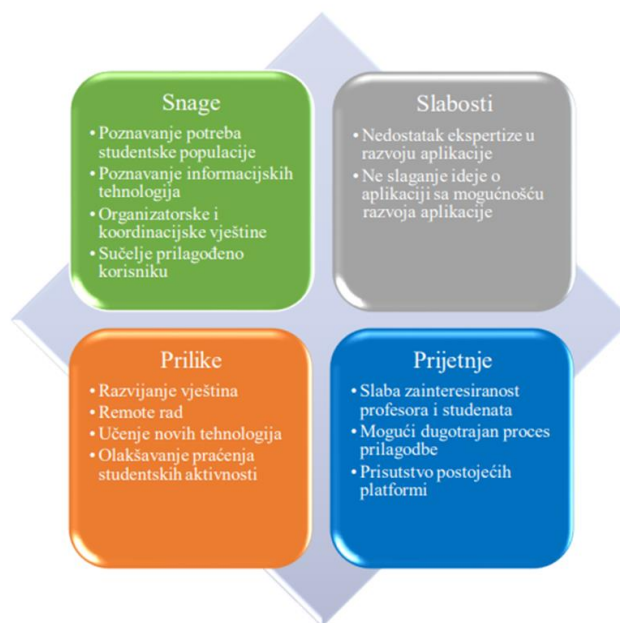 Snage
• Poznavanje potreba
studentske populacije
• Poznavanje informacijskih
tehnologija
• Organizatorske i
koordinacijske vještine
• Sučelje prilagođeno
korisniku
Slabosti
• Nedostatak ekspertize u
razvoju aplikacije
• Ne slaganje ideje o
aplikaciji sa mogućnošću
razvoja aplikacije
Prilike
• Razvijanje vještina
• Remote rad
• Učenje novih tehnologija
• Olakšavanje praćenja
studentskih aktivnosti
Prijetnje
• Slaba zainteresiranost
profesora i studenata
• Mogući dugotrajan proces
prilagodbe
• Prisutstvo postojećih
platformi